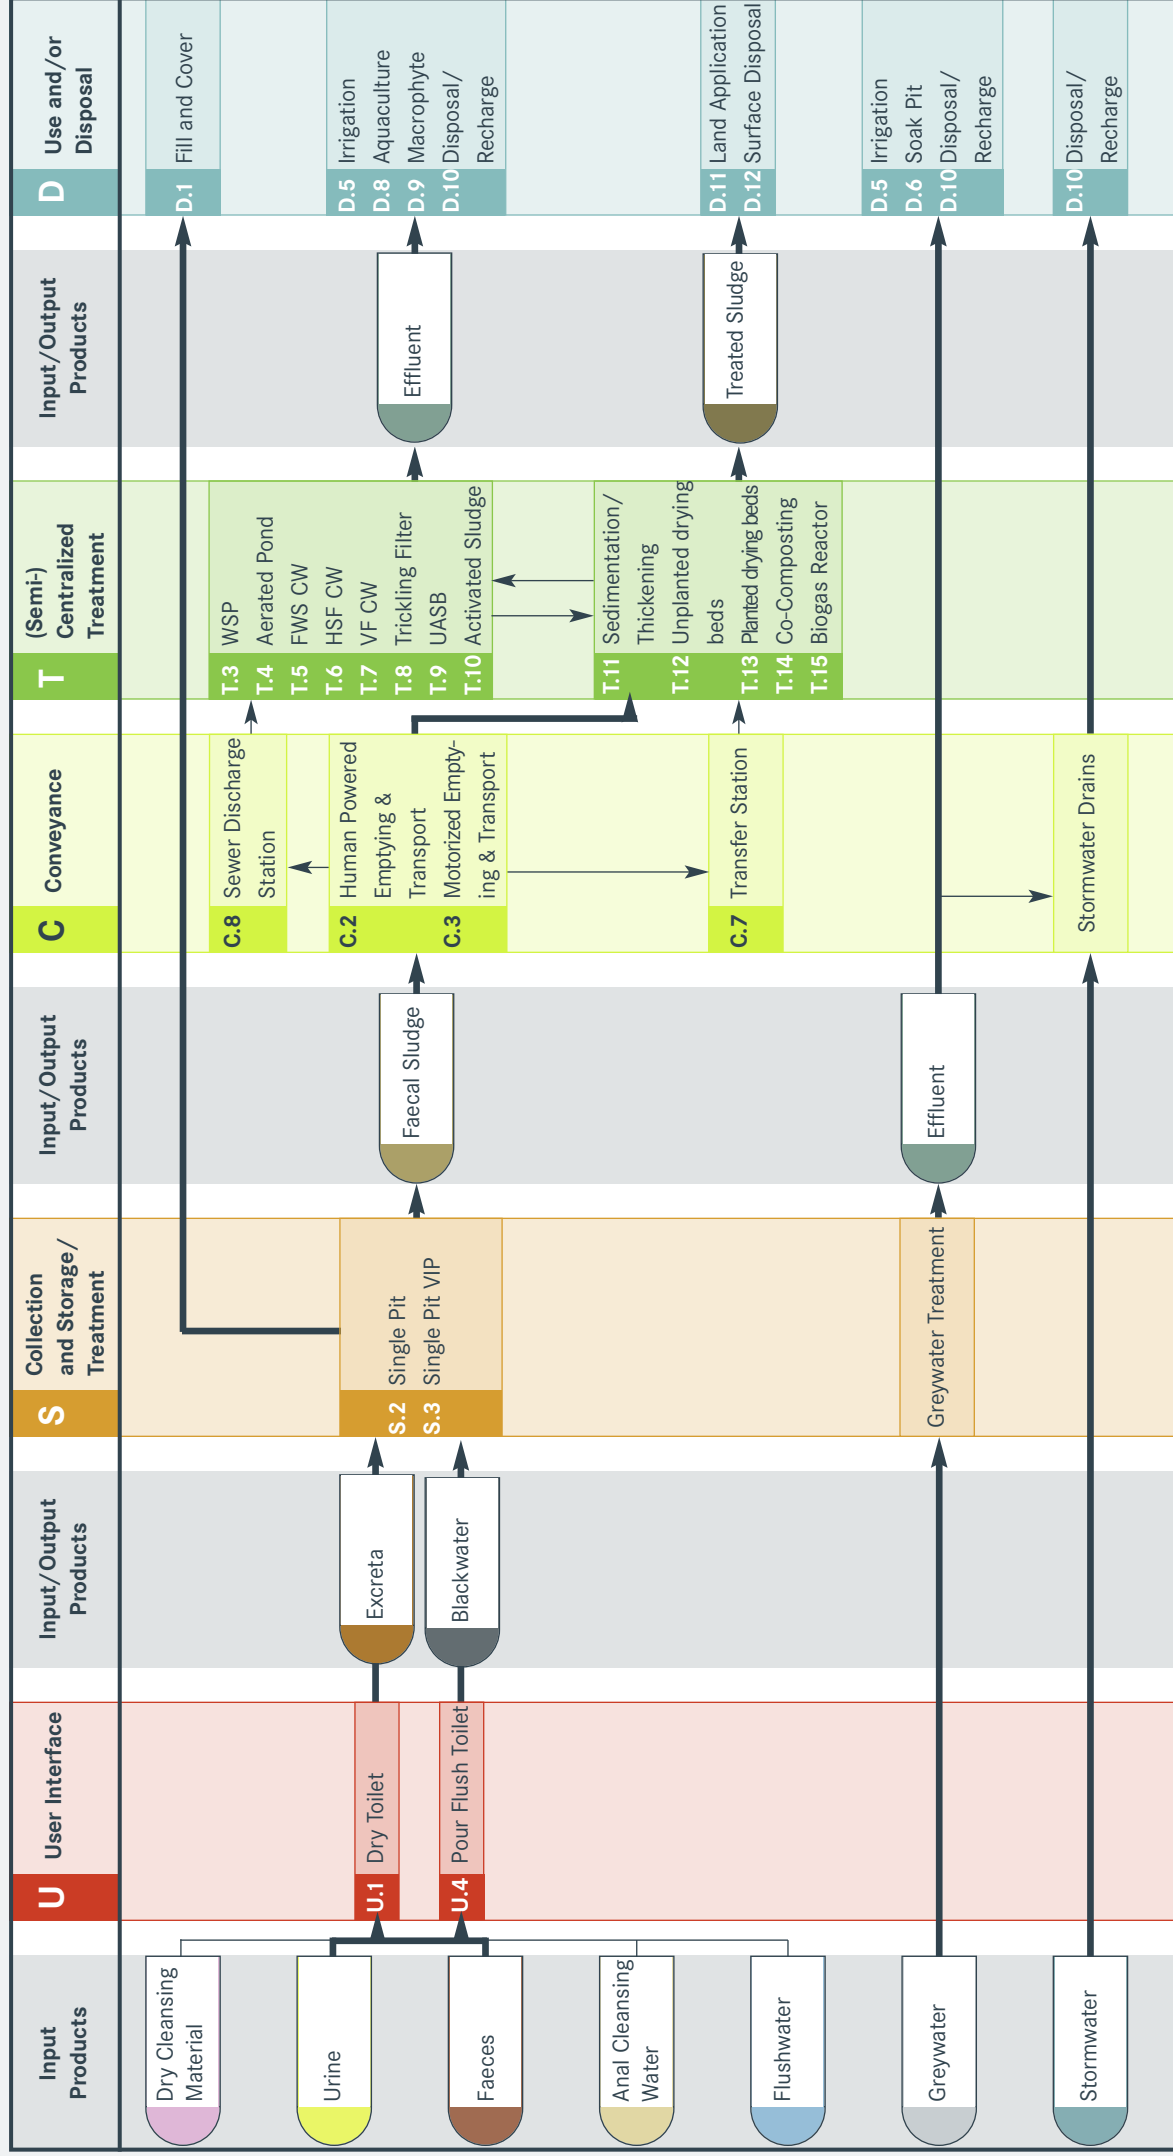 Input
Products
U
User Interface
Input/Output
Products
S
Collection
and Storage/
Treatment
Input/Output
Products
C
Conveyance
T
(Semi-)
Centralized
Treatment
Input/Output
Products
D
Use and/or
Disposal
Dry Cleansing
Material
Urine
Faeces
Anal Cleansing
Water
Flushwater
Greywater
Stormwater
U.1 Dry Toilet
U.4 Pour Flush Toilet
Excreta
Blackwater
S.2 Single Pit
S.3 Single Pit VIP
Greywater Treatment
Faecal Sludge
Effluent
C.8 Sewer Discharge
Station
C.2 Human Powered
Emptying &
Transport
C.3 Motorized Empty-
ing & Transport
C.7 Transfer Station
Stormwater Drains
T.3 WSP
T.4 Aerated Pond
T.5 FWS CW
T.6 HSF CW
T.7 VF CW
T.8 Trickling Filter
T.9 UASB
T.10 Activated Sludge
T.11 Sedimentation/
Thickening
T.12 Unplanted drying
beds
T.13 Planted drying beds
T.14 Co-Composting
T.15 Biogas Reactor
Effluent
Treated Sludge
D.1 Fill and Cover
D.5 Irrigation
D.8 Aquaculture
D.9 Macrophyte
D.10 Disposal/
Recharge
D.11 Land Application
D.12 Surface Disposal
D.5 Irrigation
D.6 Soak Pit
D.10 Disposal/
Recharge
D.10 Disposal/
Recharge